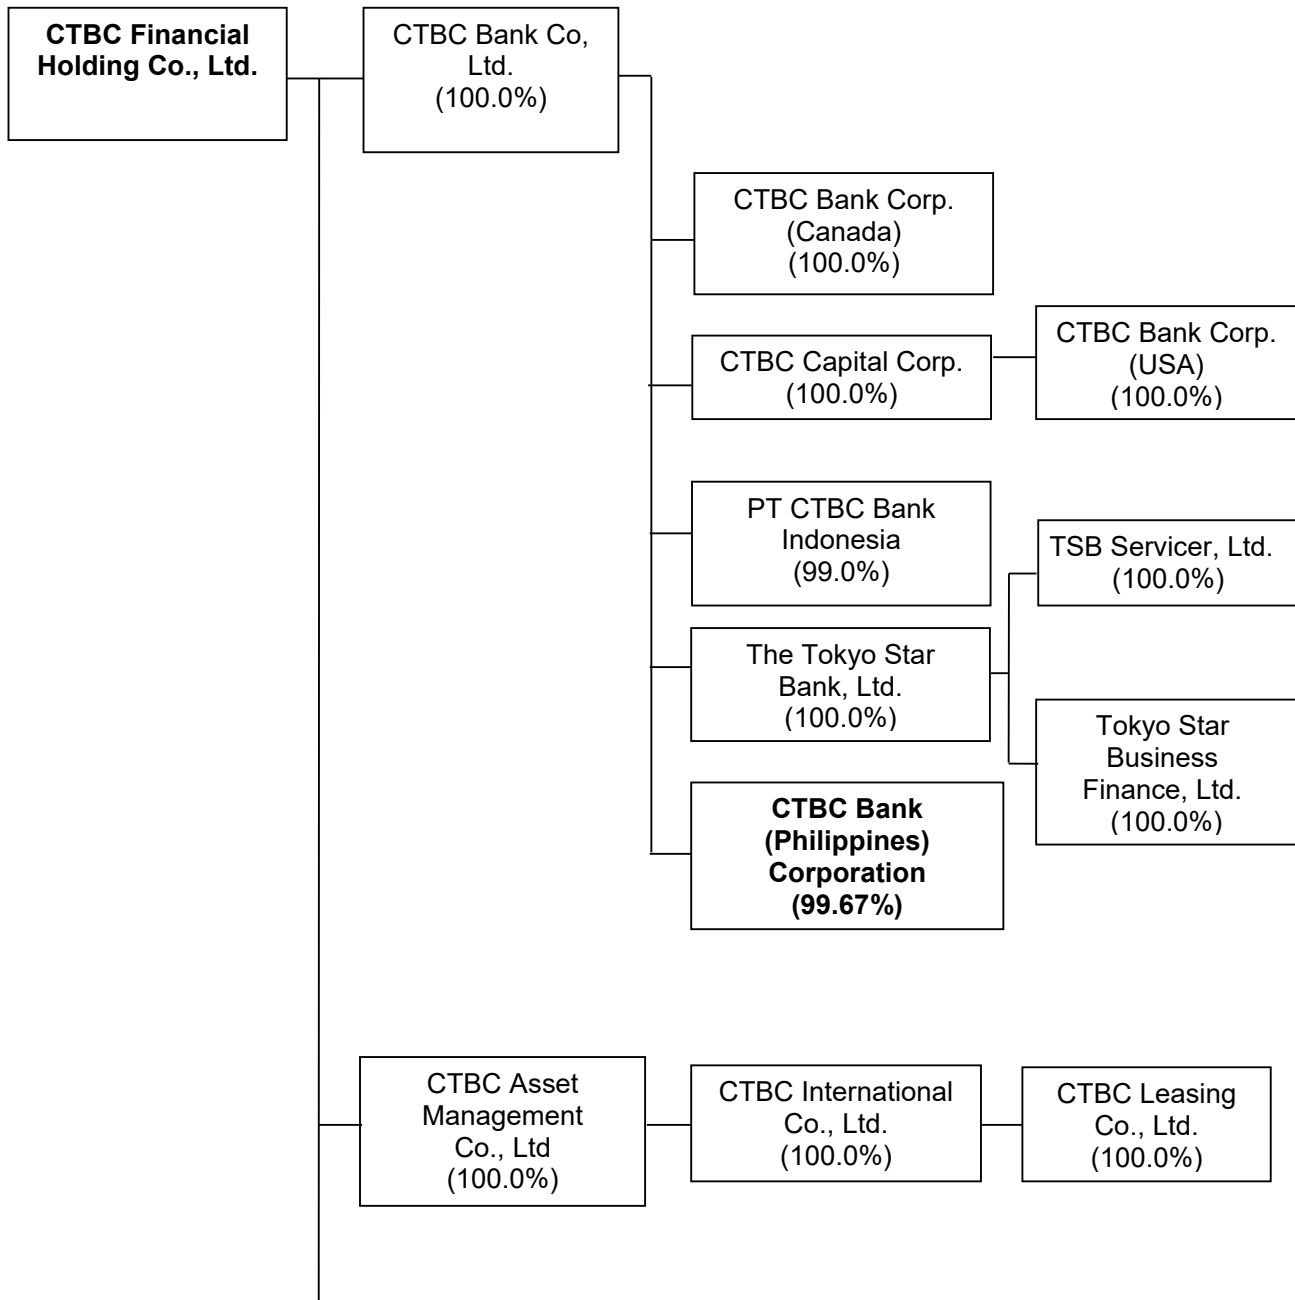 CTBC Financial
Holding Co., Ltd.
CTBC Bank Co,
Ltd.
(100.0%)
CTBC Bank Corp.
(Canada)
(100.0%)
CTBC Capital Corp.
(100.0%)
CTBC Bank Corp.
(USA)
(100.0%)
PT CTBC Bank
Indonesia
(99.0%)
The Tokyo Star
Bank, Ltd.
(100.0%)
TSB Servicer, Ltd.
(100.0%)
Tokyo Star
Business
Finance, Ltd.
(100.0%)
CTBC Bank
(Philippines)
Corporation
(99.67%)
CTBC Asset
Management
Co., Ltd
(100.0%)
CTBC International
Co., Ltd.
(100.0%)
CTBC Leasing
Co., Ltd.
(100.0%)